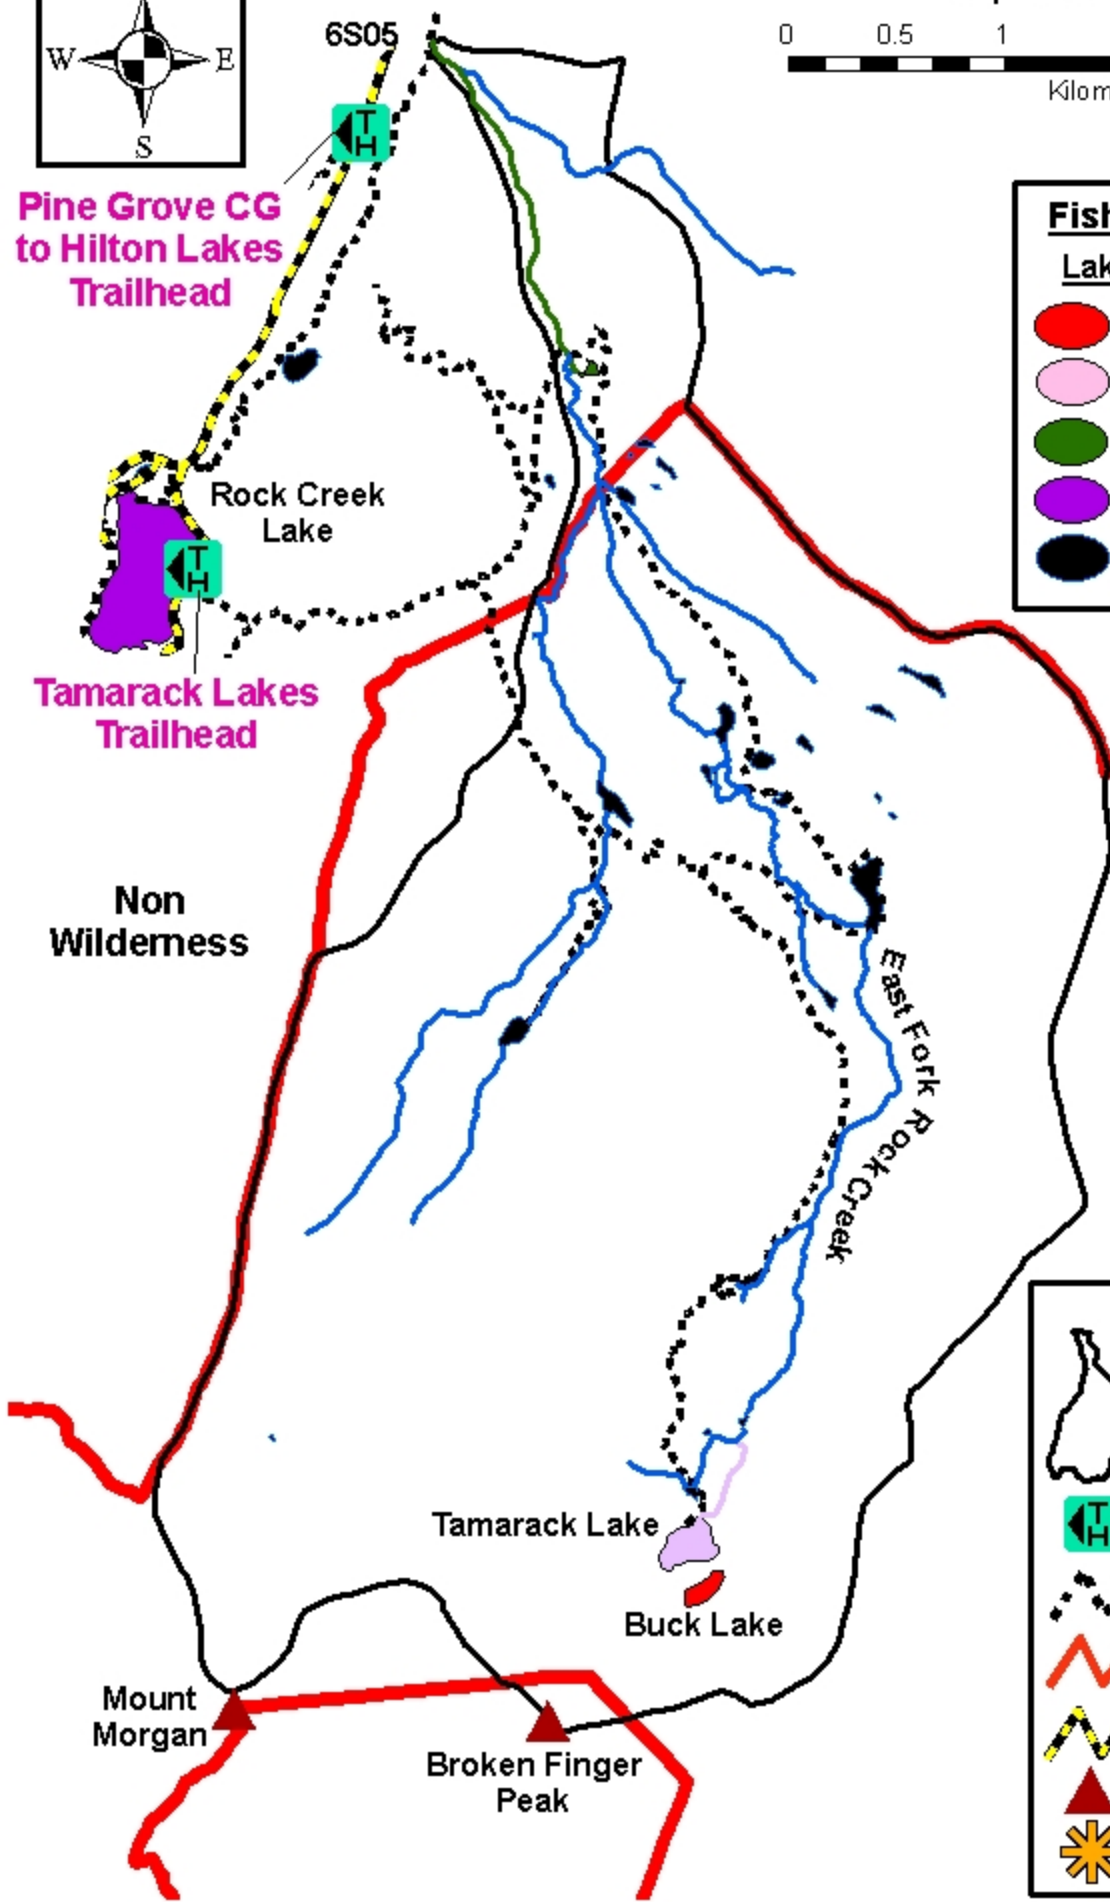 6S05
0 0.5 1
W E
Kilom
S
T
H
Pine Grove CG
to Hilton Lakes
Trailhead
Fish
Lak
Rock Creek
Lake
T
H
Tamarack Lakes
Trailhead
Non
Wilderness
East Fork Rock Creek
Tamarack Lake
T
H
Buck Lake
Mount
Morgan
Broken Finger
Peak